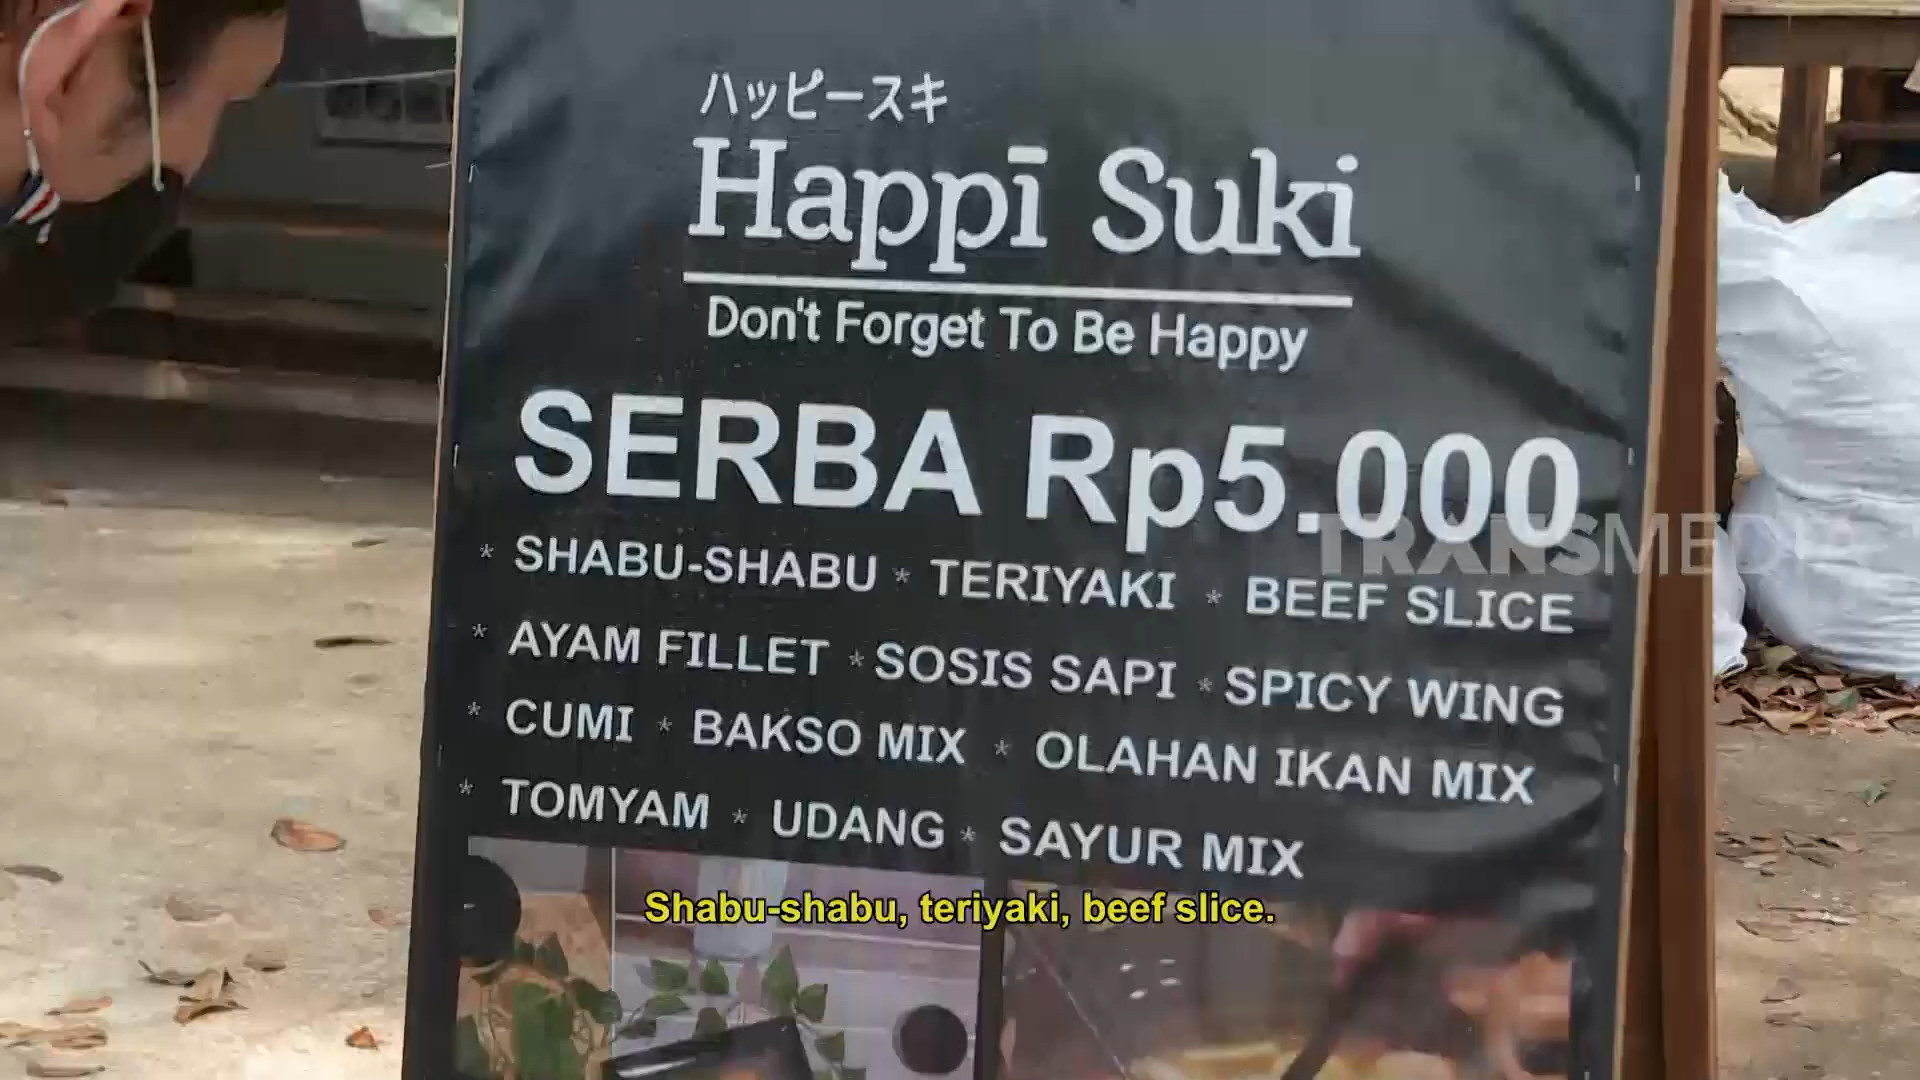 ハッピースキ
Happī Suki
Don't Forget To Be Happy
SERBA Rp5.000
* SHABU-SHABU * TERIYAKI * BEEF SLICE
* AYAM FILLET * SOSIS SAPI * SPICY WING
* CUMI * BAKSO MIX * OLAHAN IKAN MIX
* TOMYAM * UDANG * SAYUR MIX
TRANSMEDIA
Shabu-shabu, teriyaki, beef slice.